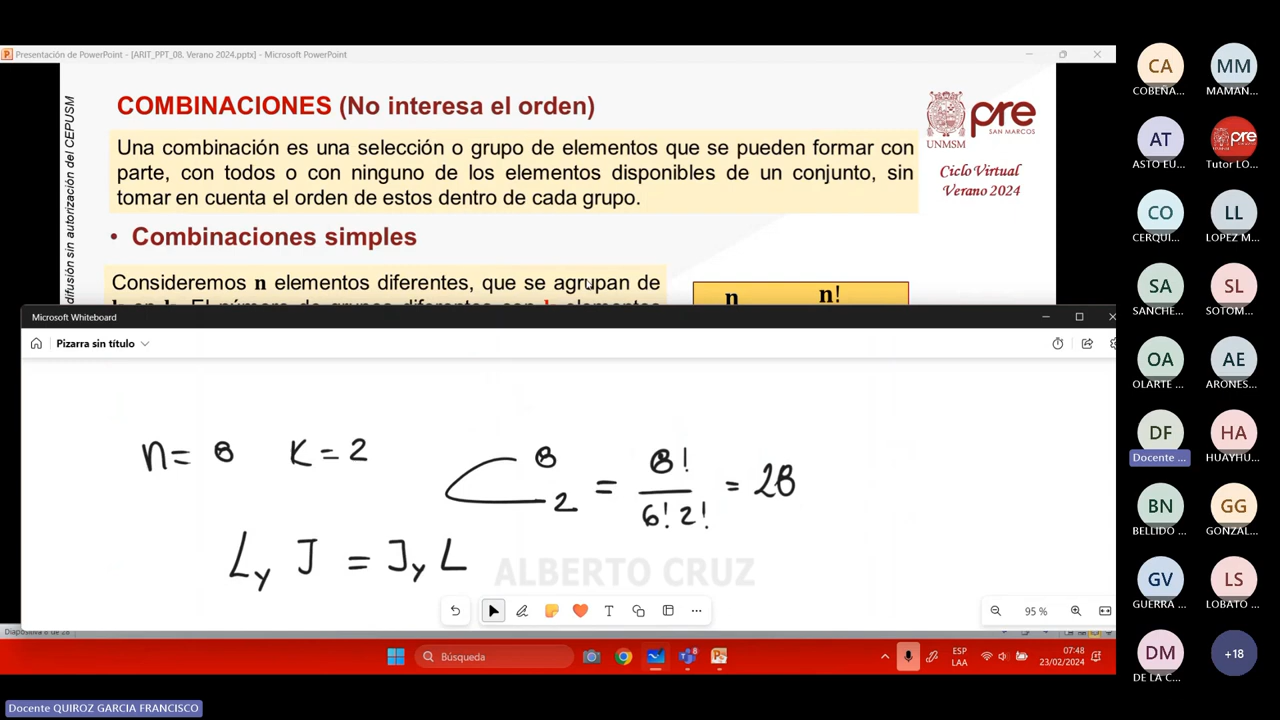 Presentación de PowerPoint - [ARIT_PPT_08. Verano 2024.pptx] - Microsoft PowerPoint
COMBINACIONES (No interesa el orden)
Una combinación es una selección o grupo de elementos que se pueden formar con
parte, con todos o con ninguno de los elementos disponibles de un conjunto, sin
tomar en cuenta el orden de estos dentro de cada grupo.
• Combinaciones simples
Consideremos n elementos diferentes, que se agrupan de
n n!
difusión sin autorización del CEPUSM
UNMSM
pre
SAN MARCOS
Ciclo Virtual
Verano 2024
Microsoft Whiteboard
Pizarra sin título
n = 8 K = 2
C 8 2 = 8! / 6! 2! = 28
L y J = J y L
ALBERTO CRUZ
95 %
Diapositiva 8 de 28
Búsqueda
8
ESP
LAA
07:48
23/02/2024
Docente QUIROZ GARCIA FRANCISCO
CA
COBEÑA...
MM
MAMAN...
AT
ASTO EU...
pre
Tutor LO...
CO
CERQUI...
LL
LOPEZ M...
SA
SANCHE...
SL
SOTOM...
OA
OLARTE ...
AE
ARONES...
DF
Docente ...
HA
HUAYHU...
BN
BELLIDO ...
GG
GONZAL...
GV
GUERRA ...
LS
LOBATO ...
DM
DE LA C...
+18